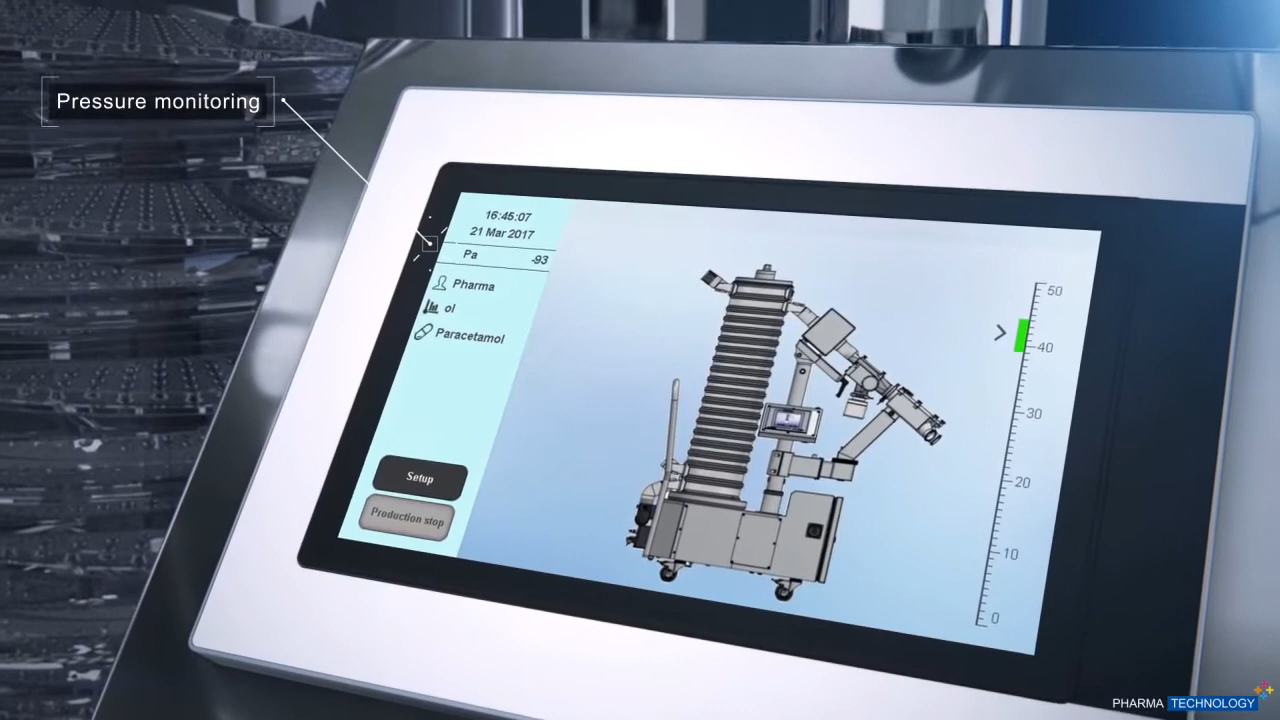 Pressure monitoring
16:45:07
21 Mar 2017
Pa -93
Pharma
ol
Paracetamol
Setup
Production stop
50
40
30
20
10
0
PHARMA TECHNOLOGY